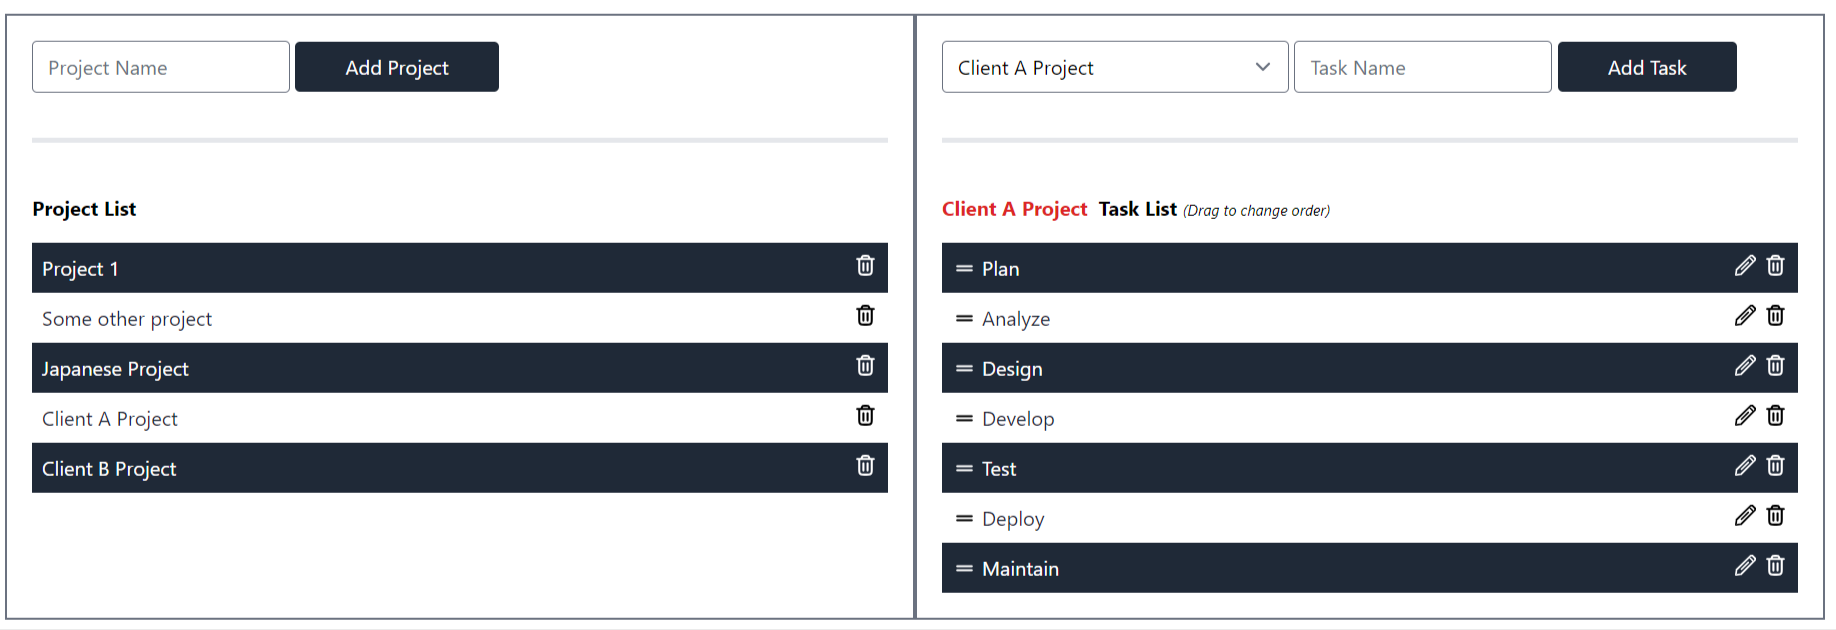 Project Name
Add Project
Project List
Project 1
Some other project
Japanese Project
Client A Project
Client B Project
Client A Project
Task Name
Add Task
Client A Project Task List (Drag to change order)
Plan
Analyze
Design
Develop
Test
Deploy
Maintain